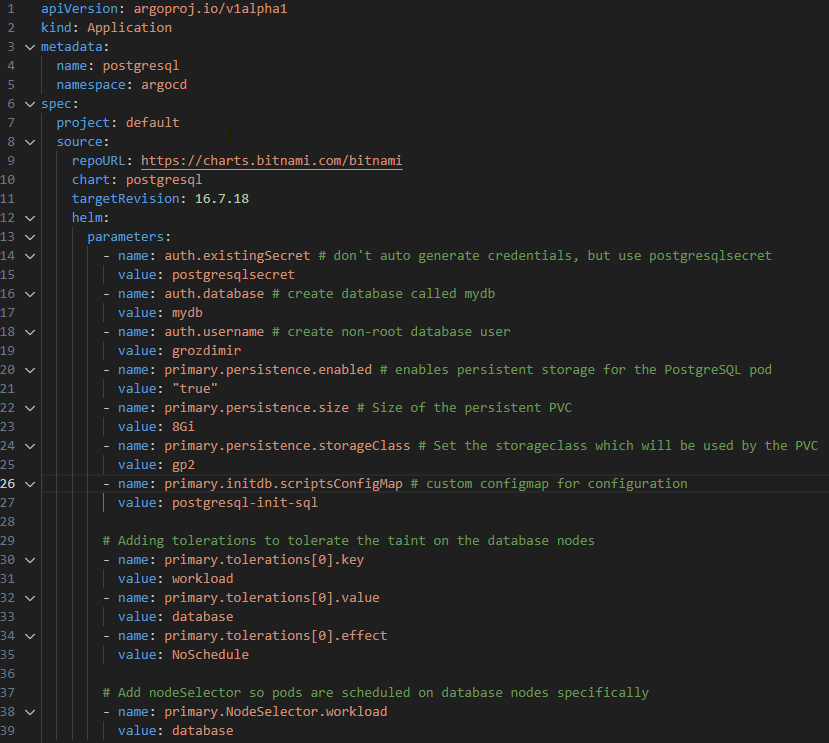 1 apiVersion: argoproj.io/v1alpha1
2 kind: Application
3 metadata:
4 name: postgresql
5 namespace: argocd
6 spec:
7 project: default
8 source:
9 repoURL: https://charts.bitnami.com/bitnami
10 chart: postgresql
11 targetRevision: 16.7.18
12 helm:
13 parameters:
14 - name: auth.existingSecret # don't auto generate credentials, but use postgresqlsecret
15 value: postgresqlsecret
16 - name: auth.database # create database called mydb
17 value: mydb
18 - name: auth.username # create non-root database user
19 value: grozdimir
20 - name: primary.persistence.enabled # enables persistent storage for the PostgreSQL pod
21 value: "true"
22 - name: primary.persistence.size # Size of the persistent PVC
23 value: 8Gi
24 - name: primary.persistence.storageClass # Set the storageclass which will be used by the PVC
25 value: gp2
26 - name: primary.initdb.scriptsConfigMap # custom configmap for configuration
27 value: postgresql-init-sql
28
29 # Adding tolerations to tolerate the taint on the database nodes
30 - name: primary.tolerations[0].key
31 value: workload
32 - name: primary.tolerations[0].value
33 value: database
34 - name: primary.tolerations[0].effect
35 value: NoSchedule
36
37 # Add nodeSelector so pods are scheduled on database nodes specifically
38 - name: primary.NodeSelector.workload
39 value: database